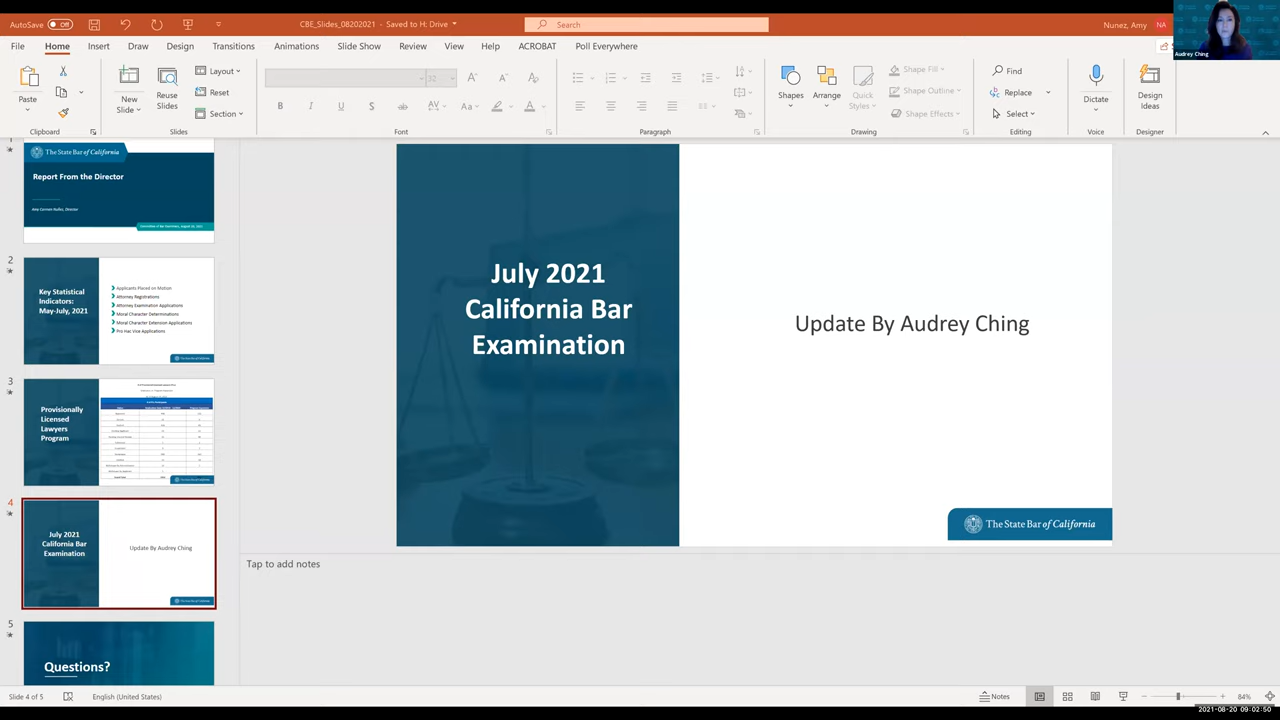 AutoSave Off
CBE_Slides_08202021 - Saved to H: Drive
Search
Nunez, Amy
NA
Audrey Ching
File
Home
Insert
Draw
Design
Transitions
Animations
Slide Show
Review
View
Help
ACROBAT
Poll Everywhere
Paste
New
Slide
Reuse
Slides
Layout
Reset
Section
32
Shapes
Arrange
Quick
Styles
Shape Fill
Shape Outline
Shape Effects
Find
Replace
Select
Dictate
Design
Ideas
Clipboard
Slides
Font
Paragraph
Drawing
Editing
Voice
Designer
The State Bar of California
Report From the Director
2
Key Statistical
Indicators:
May-July, 2021
Applicants Placed on Motion
Attorney Registrations
Attorney Examination Applications
Moral Character Determinations
Moral Character Extension Applications
Pro Hac Vice Applications
3
Provisionally
Licensed
Lawyers
Program
4
July 2021
California Bar
Examination
Update By Audrey Ching
5
Questions?
July 2021
California Bar
Examination
Update By Audrey Ching
The State Bar of California
Tap to add notes
Slide 4 of 5
English (United States)
Notes
84%
2021-08-20 09:02:50